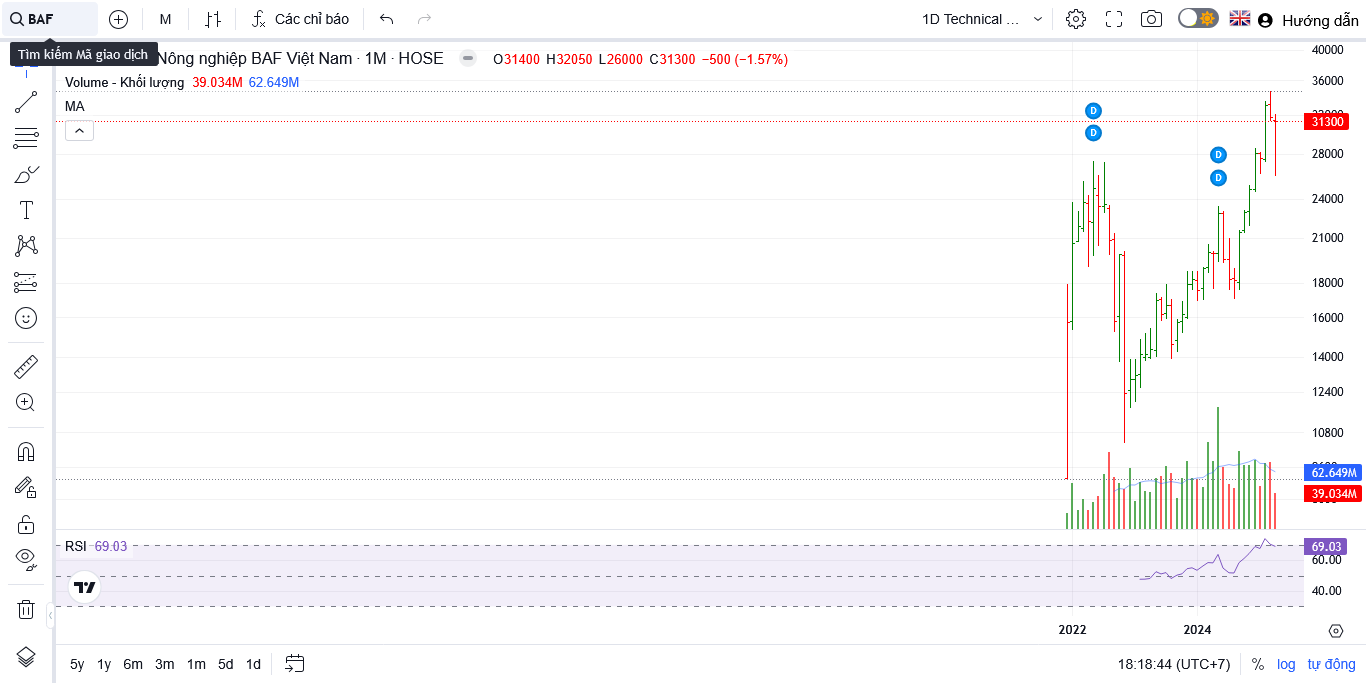 BAF M Các chỉ báo 1D Technical ... Hướng dẫn
Tìm kiếm Mã giao dịch
Nông nghiệp BAF Việt Nam · 1M · HOSE O31400 H32050 L26000 C31300 −500 (−1.57%)
Volume - Khối lượng 39.034M 62.649M
MA
40000
36000
31300
28000
24000
21000
18000
16000
14000
12400
10800
62.649M
39.034M
D
D
D
D
RSI 69.03
69.03
60.00
40.00
2022 2024
5y 1y 6m 3m 1m 5d 1d 18:18:44 (UTC+7) % log tự động